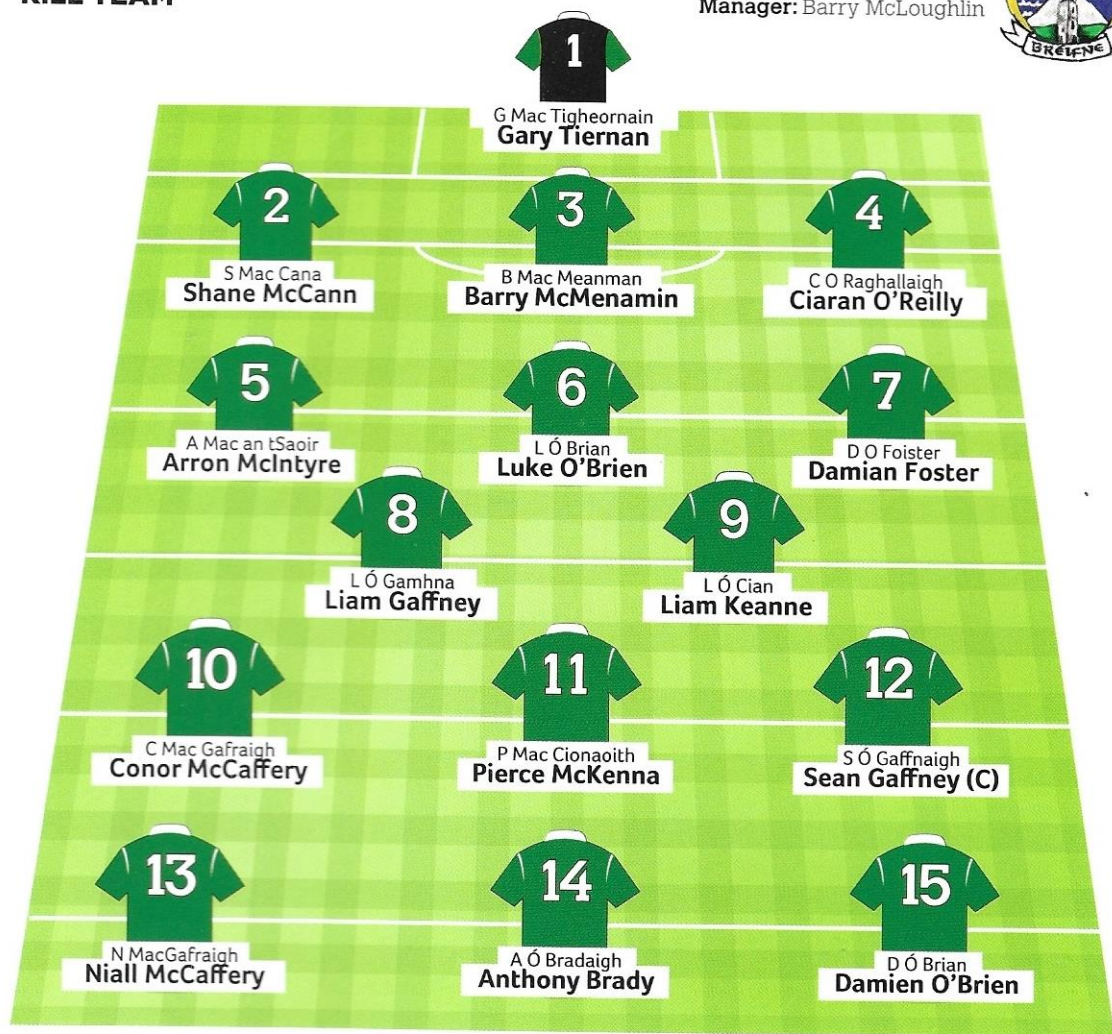 KILL TEAM
Manager: Barry McLoughlin
BREIFNE
1
G Mac Tigheornain
Gary Tiernan
2
S Mac Cana
Shane McCann
3
B Mac Meanman
Barry McMenamin
4
C O Raghallaigh
Ciaran O'Reilly
5
A Mac an tSaoir
Arron McIntyre
6
L Ó Brian
Luke O'Brien
7
D O Foister
Damian Foster
8
L Ó Gamhna
Liam Gaffney
9
L Ó Cian
Liam Keanne
10
C Mac Gafraigh
Conor McCaffery
11
P Mac Cionaoith
Pierce McKenna
12
S Ó Gaffnaigh
Sean Gaffney (C)
13
N MacGafraigh
Niall McCaffery
14
A Ó Bradaigh
Anthony Brady
15
D Ó Brian
Damien O'Brien